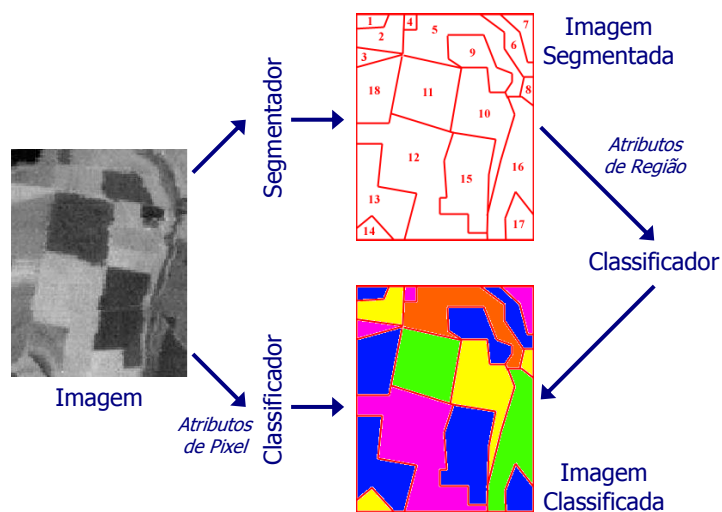 Imagem
Segmentador
1
2
3
4
5
6
7
8
9
10
11
12
13
14
15
16
17
18
Imagem
Segmentada
Atributos
de Região
Classificador
Atributos
de Pixel
Classificador
Imagem
Classificada